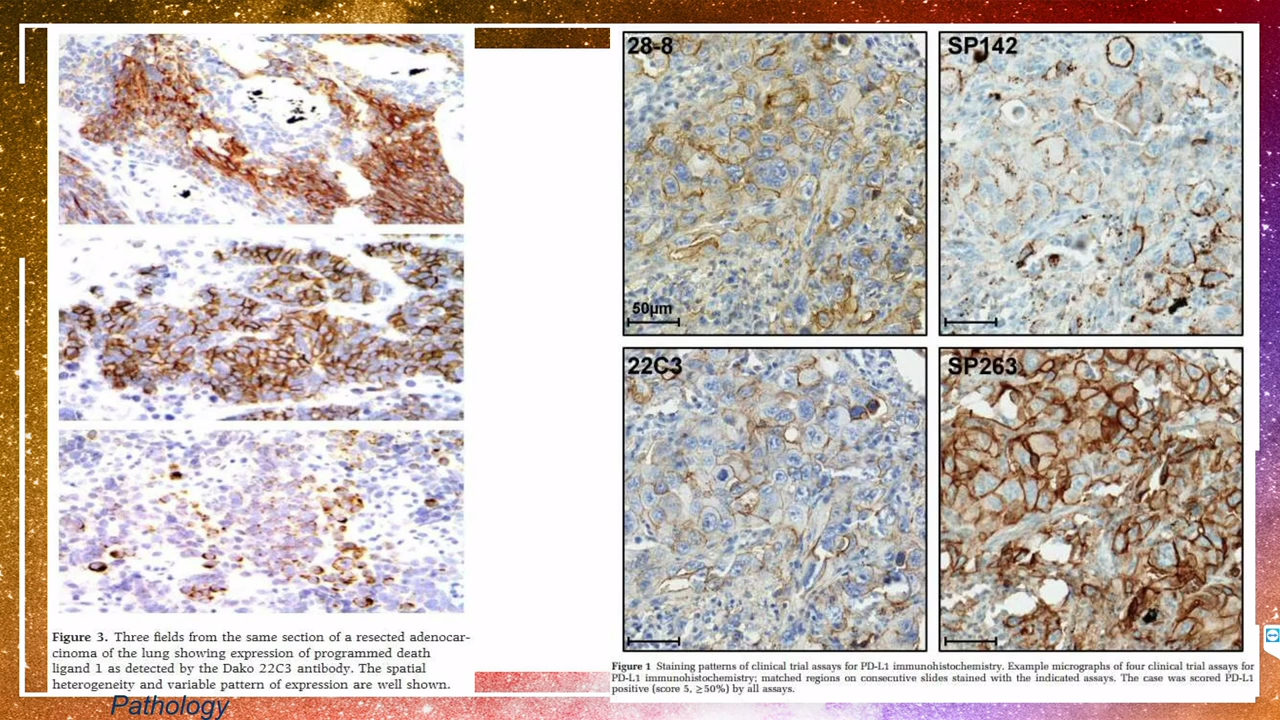 28-8
SP142
50µm
22C3
SP263
Figure 3. Three fields from the same section of a resected adenocar-
cinoma of the lung showing expression of programmed death
ligand 1 as detected by the Dako 22C3 antibody. The spatial
heterogeneity and variable pattern of expression are well shown.
Figure 1 Staining patterns of clinical trial assays for PD-L1 immunohistochemistry. Example micrographs of four clinical trial assays for
PD-L1 immunohistochemistry; matched regions on consecutive slides stained with the indicated assays. The case was scored PD-L1
positive (score 5, ≥50%) by all assays.
Pathology